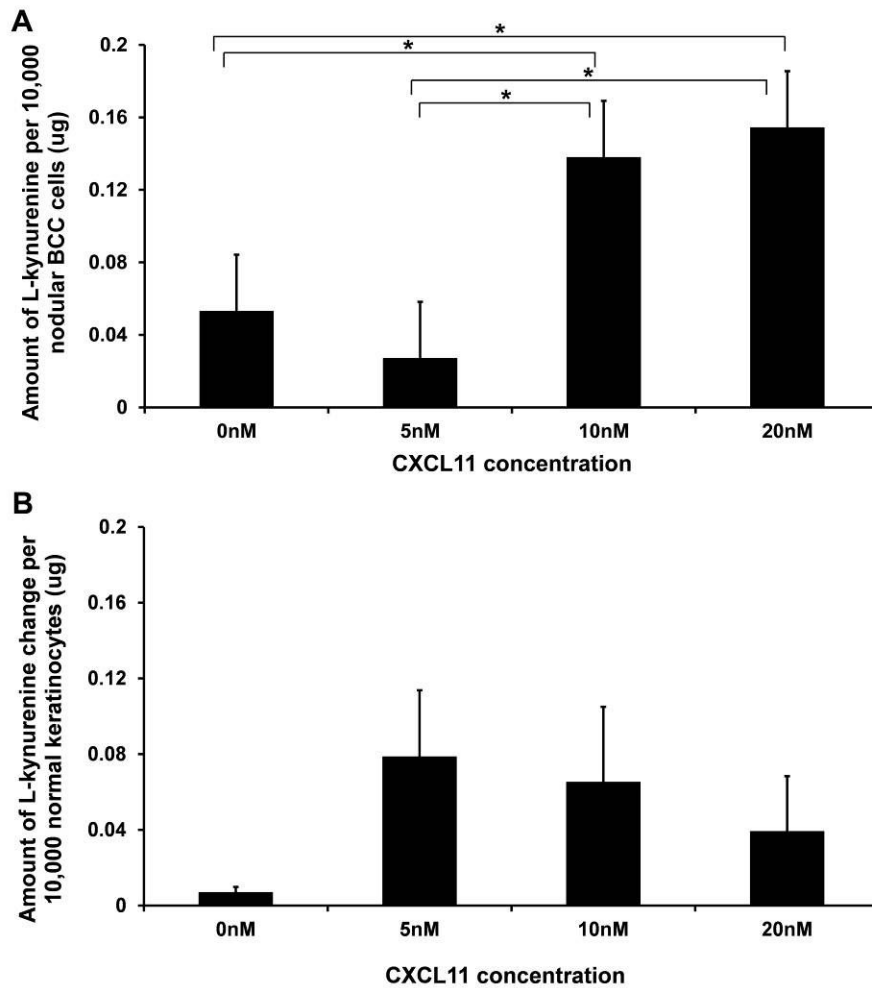 A
Amount of L-kynurenine per 10,000
nodular BCC cells (ug)
0.2
0.16
0.12
0.08
0.04
0
*
*
*
*
0nM 5nM 10nM 20nM
CXCL11 concentration
B
Amount of L-kynurenine change per
10,000 normal keratinocytes (ug)
0.2
0.16
0.12
0.08
0.04
0
0nM 5nM 10nM 20nM
CXCL11 concentration